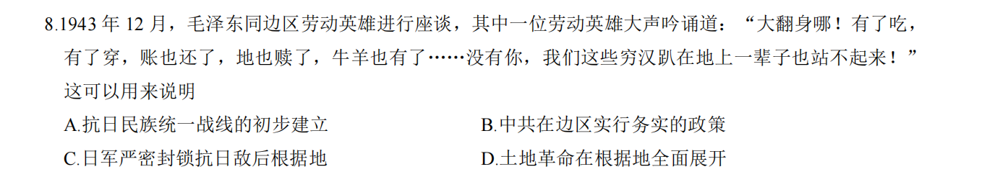 8.1943 年 12 月，毛泽东同边区劳动英雄进行座谈，其中一位劳动英雄大声吟诵道：“大翻身哪！有了吃，
有了穿，账也还了，地也赎了，牛羊也有了……没有你，我们这些穷汉趴在地上一辈子也站不起来！”
这可以用来说明
A.抗日民族统一战线的初步建立 B.中共在边区实行务实的政策
C.日军严密封锁抗日敌后根据地 D.土地革命在根据地全面展开